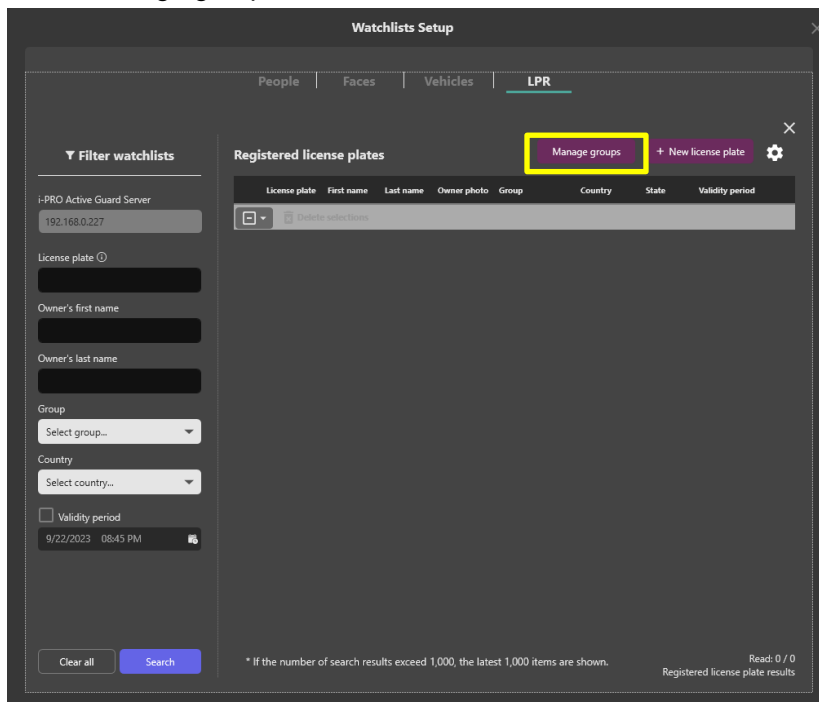 Watchlists Setup
People Faces Vehicles LPR
Filter watchlists
Registered license plates
Manage groups
+ New license plate
License plate First name Last name Owner photo Group Country State Validity period
Delete selections
i-PRO Active Guard Server
192.168.0.227
License plate
Owner's first name
Owner's last name
Group
Select group...
Country
Select country...
Validity period
9/22/2023 08:45 PM
Clear all
Search
* If the number of search results exceed 1,000, the latest 1,000 items are shown.
Read: 0 / 0
Registered license plate results